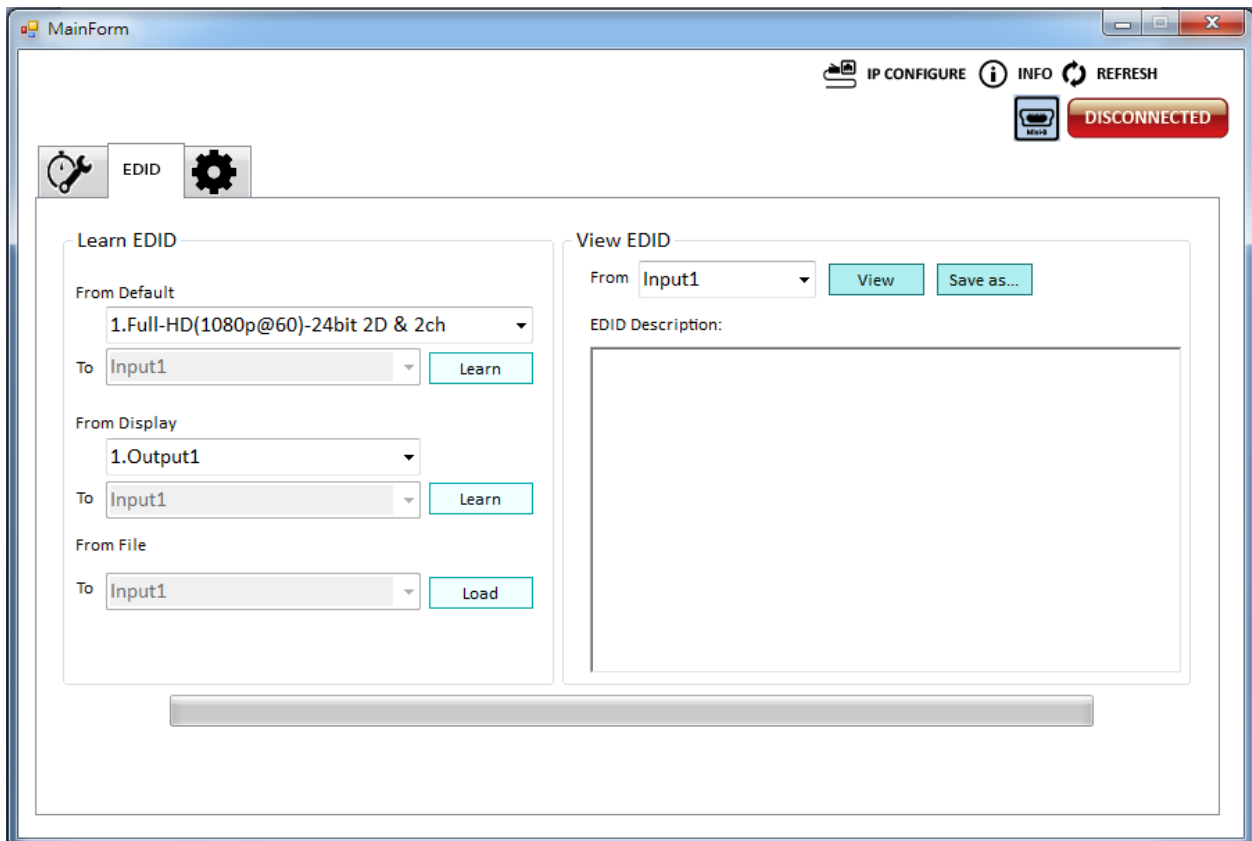 MainForm
IP CONFIGURE INFO REFRESH
Mini-B
DISCONNECTED
EDID
Learn EDID
From Default
1.Full-HD(1080p@60)-24bit 2D & 2ch
To Input1 Learn
From Display
1.Output1
To Input1 Learn
From File
To Input1 Load
View EDID
From Input1 View Save as...
EDID Description: